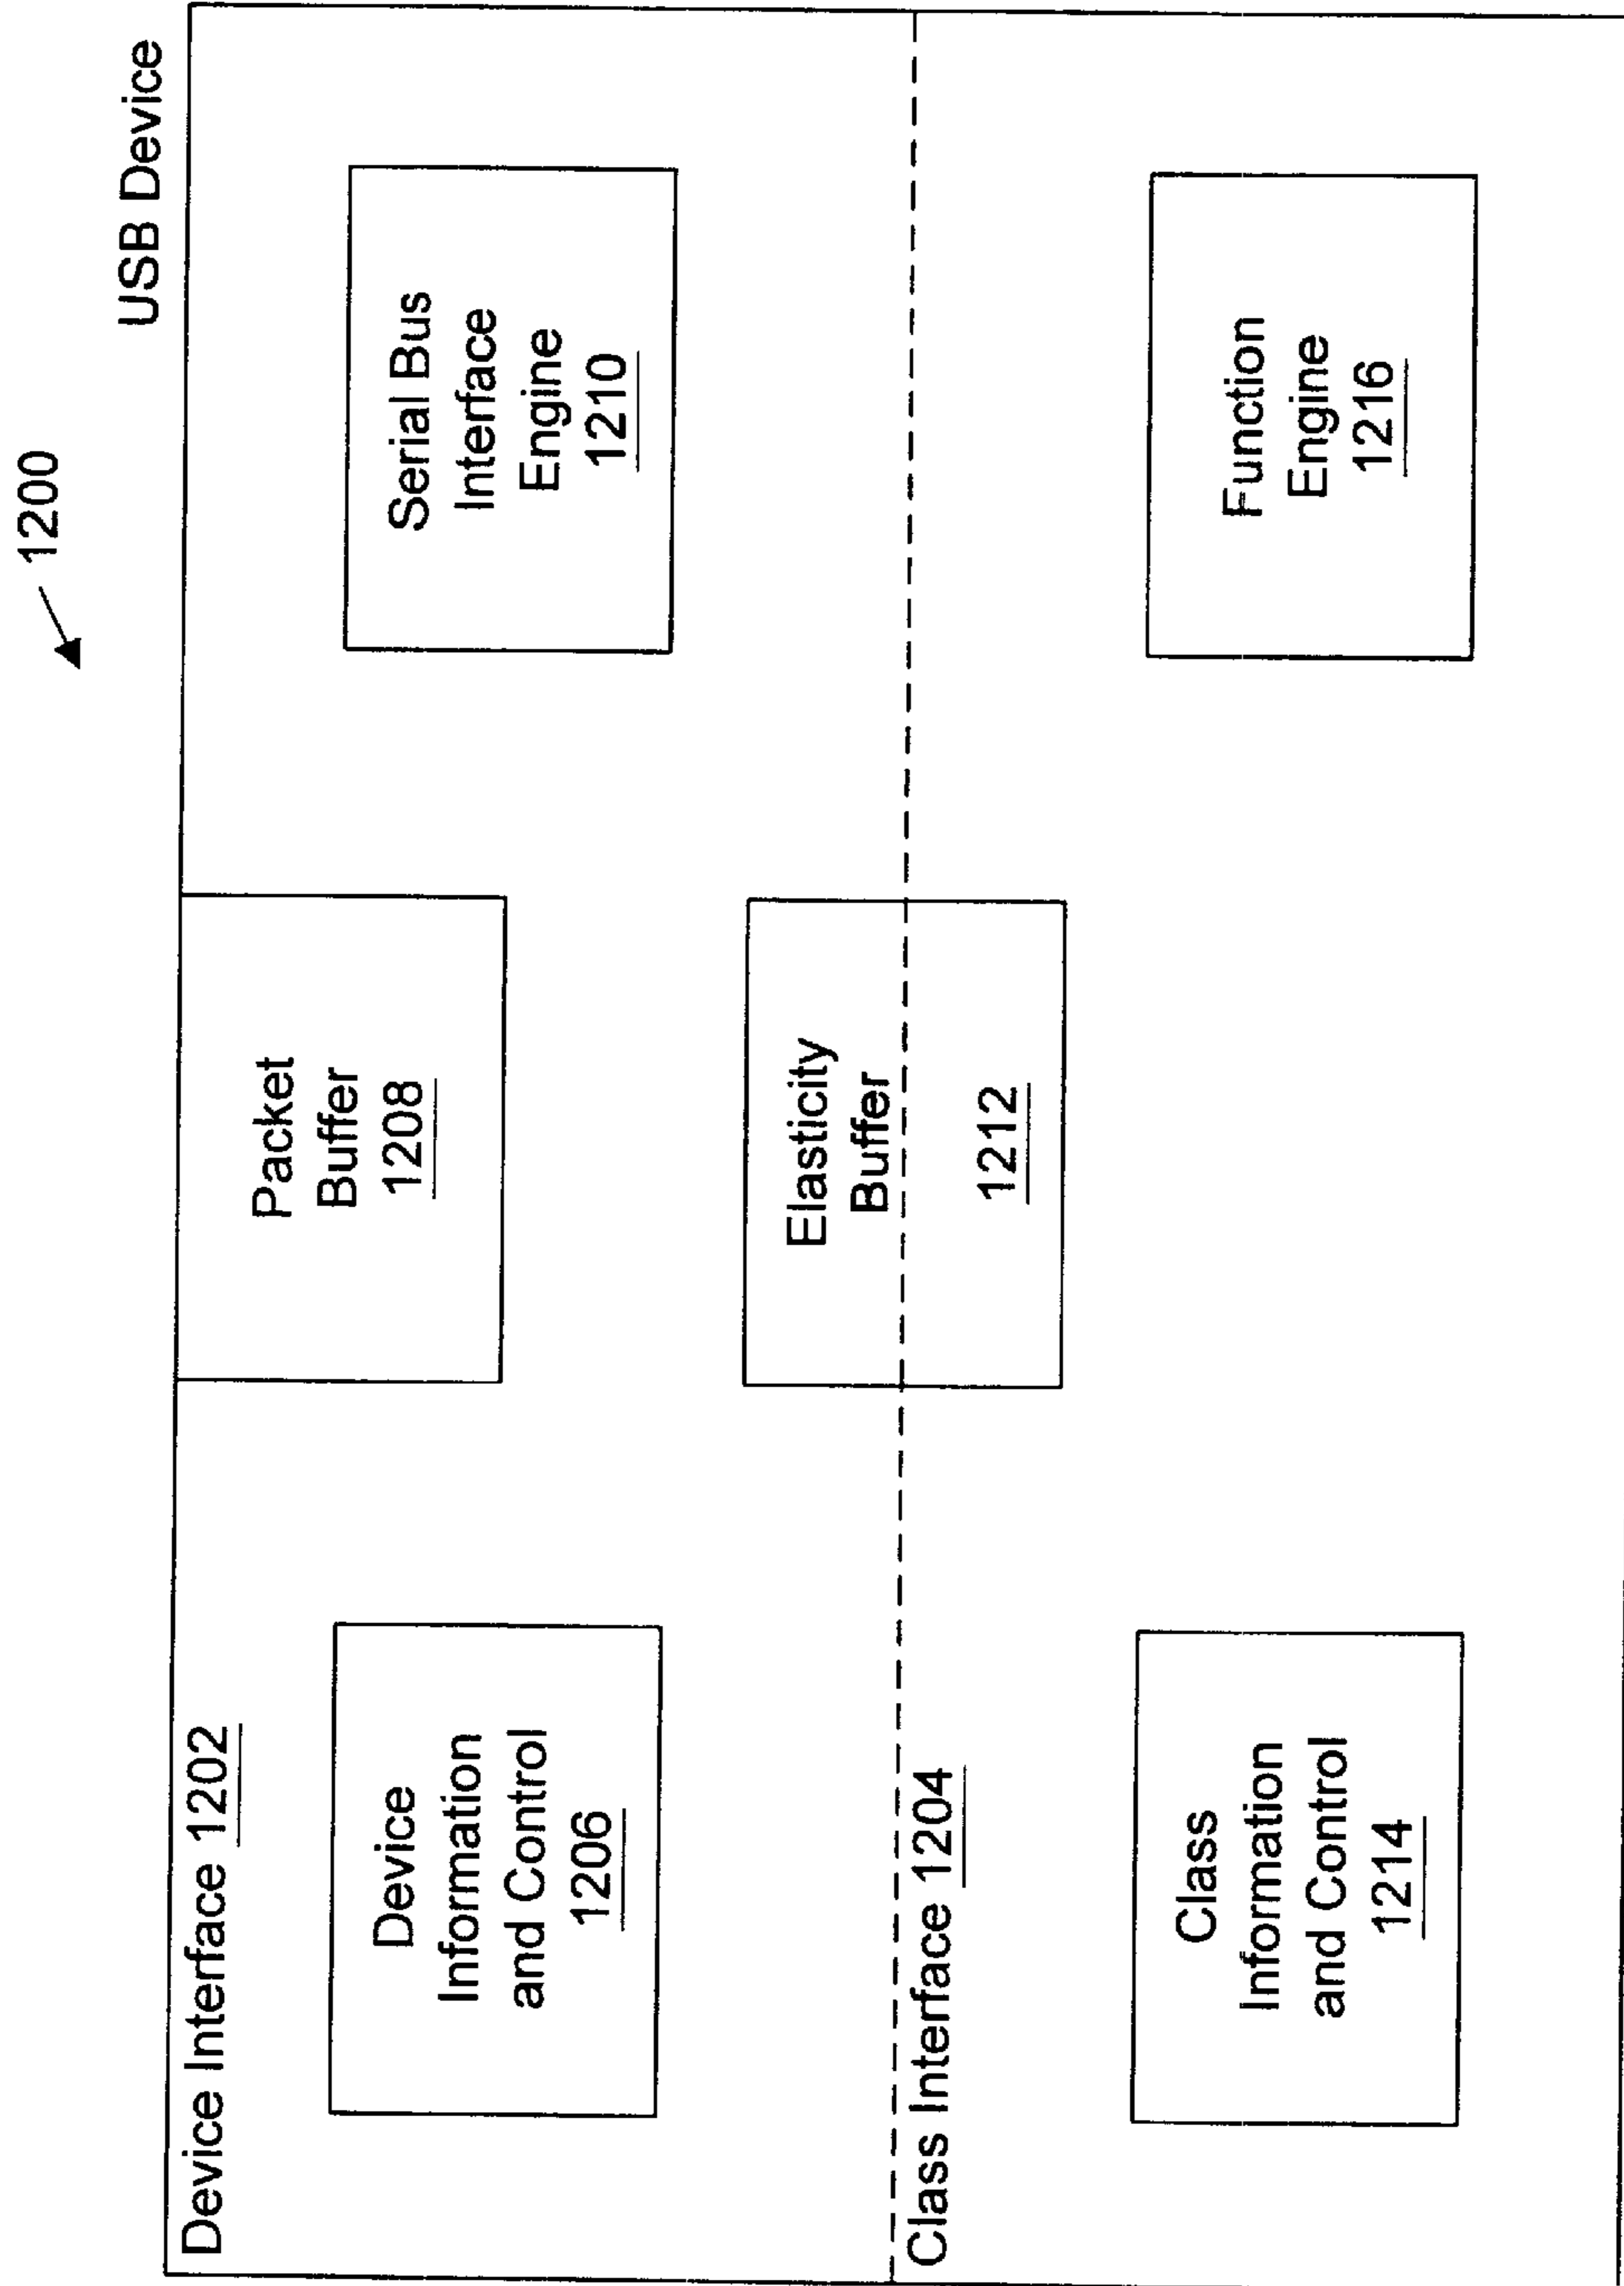 1200
USB Device
Device Interface 1202
Device
Information
and Control
1206
Packet
Buffer
1208
Serial Bus
Interface
Engine
1210
Elasticity
Buffer
1212
Class Interface 1204
Class
Information
and Control
1214
Function
Engine
1216